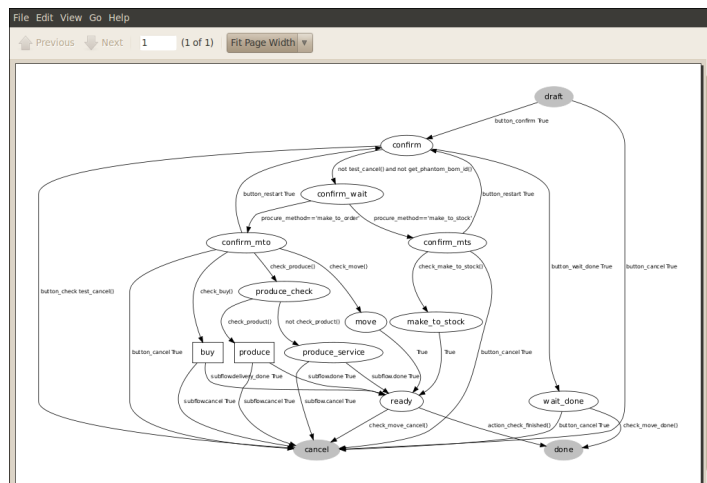 File Edit View Go Help
Previous Next 1 (1 of 1) Fit Page Width
draft
button_confirm True
confirm
not test_cancel() and not get_phantom_bom_id()
button_restart True
confirm_wait
button_restart True
procure_method=='make_to_order'
procure_method=='make_to_stock'
confirm_mto
confirm_mts
check_produce()
check_move()
check_make_to_stock()
button_wait_done True
button_cancel True
button_check test_cancel()
check_buy()
produce_check
check_product()
not check_product()
move
make_to_stock
button_cancel True
buy
produce
produce_service
True
True
button_cancel True
subflow.delivery_done True
subflow.done True
subflow.done True
subflow.cancel True
subflow.cancel True
subflow.cancel True
ready
wait_done
check_move_cancel()
action_check_finished()
button_cancel True
check_move_done()
cancel
done